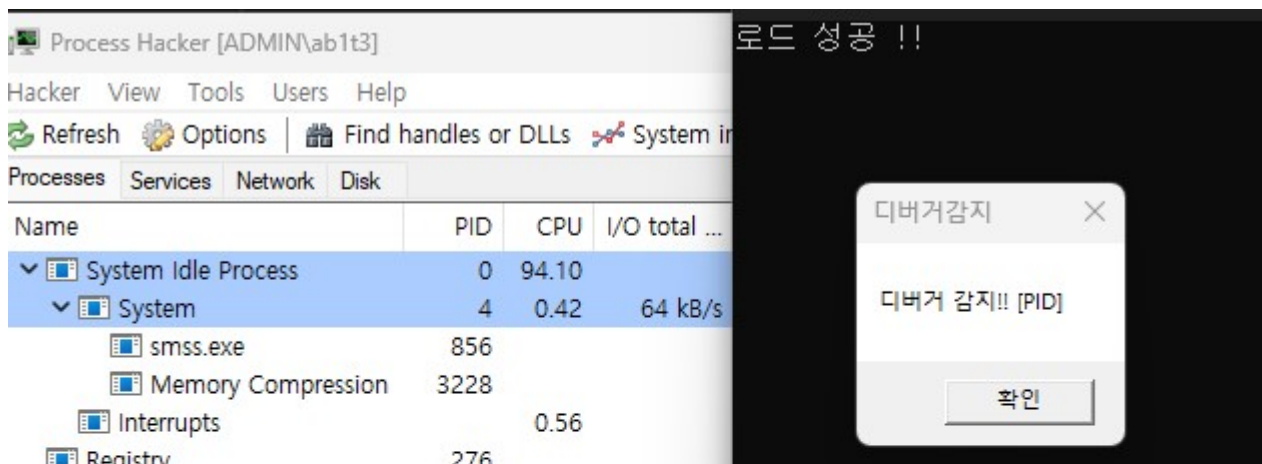 Process Hacker [ADMIN\ab1t3]
Hacker View Tools Users Help
Refresh Options Find handles or DLLs System in
Processes Services Network Disk
Name PID CPU I/O total ...
System Idle Process 0 94.10
System 4 0.42 64 kB/s
smss.exe 856
Memory Compression 3228
Interrupts 0.56
Registry 276
로드 성공 !!
디버거감지
디버거 감지!! [PID]
확인